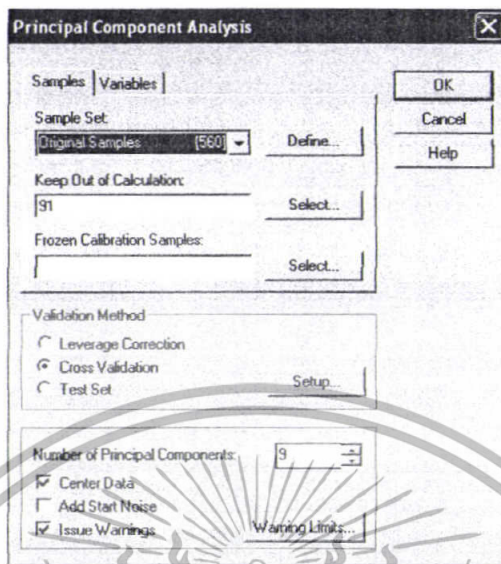 Principal Component Analysis
Samples Variables
OK
Sample Set:
Cancel
Original Samples (560) Define...
Help
Keep Out of Calculation:
91 Select...
Frozen Calibration Samples:
Select...
Validation Method
Leverage Correction
Cross Validation
Test Set Setup...
Number of Principal Components: 9
Center Data
Add Start Noise
Issue Warnings Warning Limits...